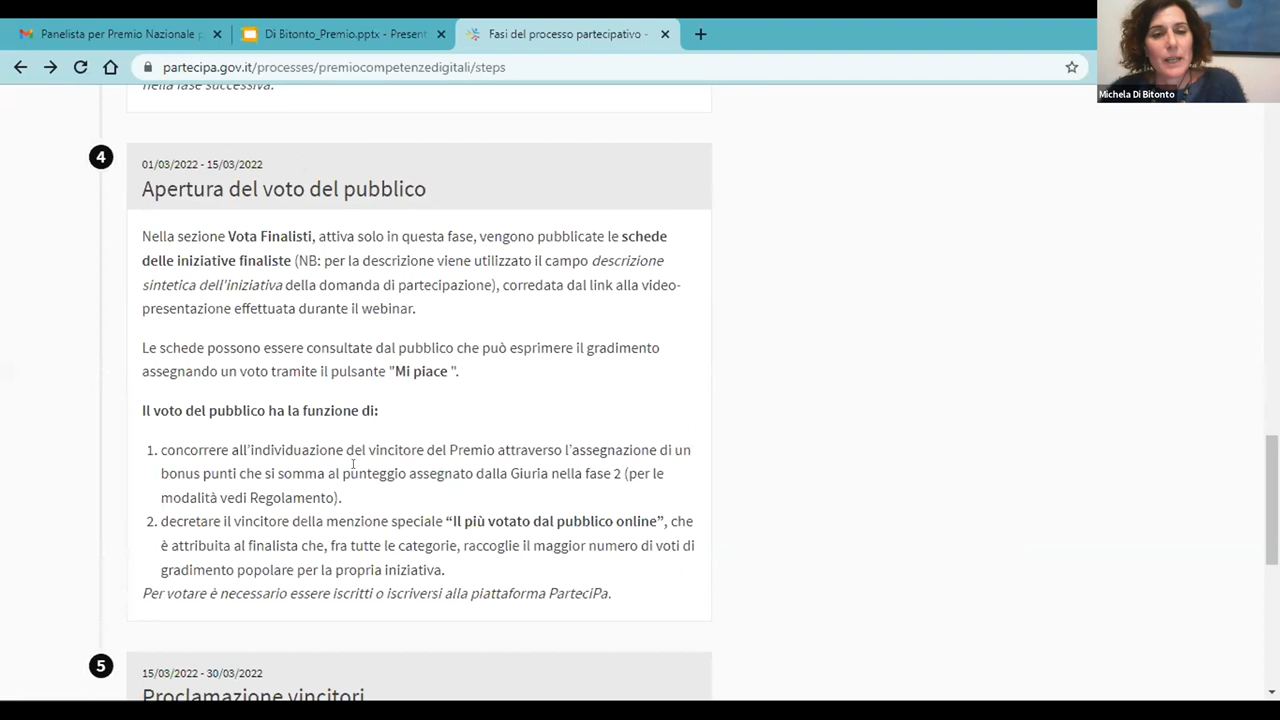 Panelista per Premio Nazionale p
Di Bitonto_Premio.pptx - Present
Fasi del processo partecipativo -
partecipa.gov.it/processes/premiocompetenzedigitali/steps
Michela Di Bitonto
nella fase successiva.
4
01/03/2022 - 15/03/2022
Apertura del voto del pubblico
Nella sezione Vota Finalisti, attiva solo in questa fase, vengono pubblicate le schede
delle iniziative finaliste (NB: per la descrizione viene utilizzato il campo descrizione
sintetica dell'iniziativa della domanda di partecipazione), corredata dal link alla video-
presentazione effettuata durante il webinar.
Le schede possono essere consultate dal pubblico che può esprimere il gradimento
assegnando un voto tramite il pulsante "Mi piace ".
Il voto del pubblico ha la funzione di:
1. concorrere all'individuazione del vincitore del Premio attraverso l'assegnazione di un
bonus punti che si somma al punteggio assegnato dalla Giuria nella fase 2 (per le
modalità vedi Regolamento).
2. decretare il vincitore della menzione speciale “Il più votato dal pubblico online”, che
è attribuita al finalista che, fra tutte le categorie, raccoglie il maggior numero di voti di
gradimento popolare per la propria iniziativa.
Per votare è necessario essere iscritti o iscriversi alla piattaforma ParteciPa.
5
15/03/2022 - 30/03/2022
Proclamazione vincitori